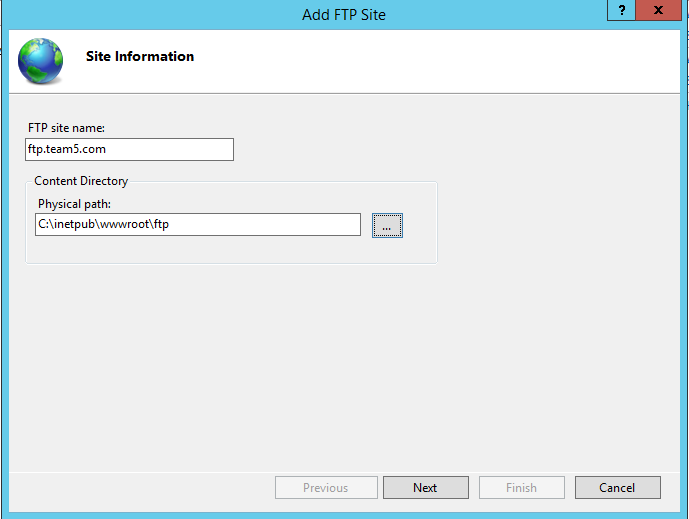 Add FTP Site
?
x
Site Information
FTP site name:
ftp.team5.com
Content Directory
Physical path:
C:\inetpub\wwwroot\ftp
...
Previous
Next
Finish
Cancel